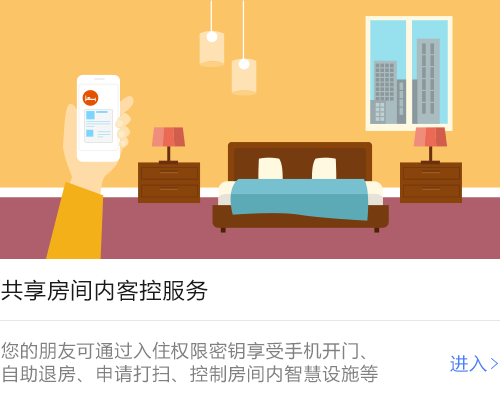 共享房间内客控服务
您的朋友可通过入住权限密钥享受手机开门、
自助退房、申请打扫、控制房间内智慧设施等
进入